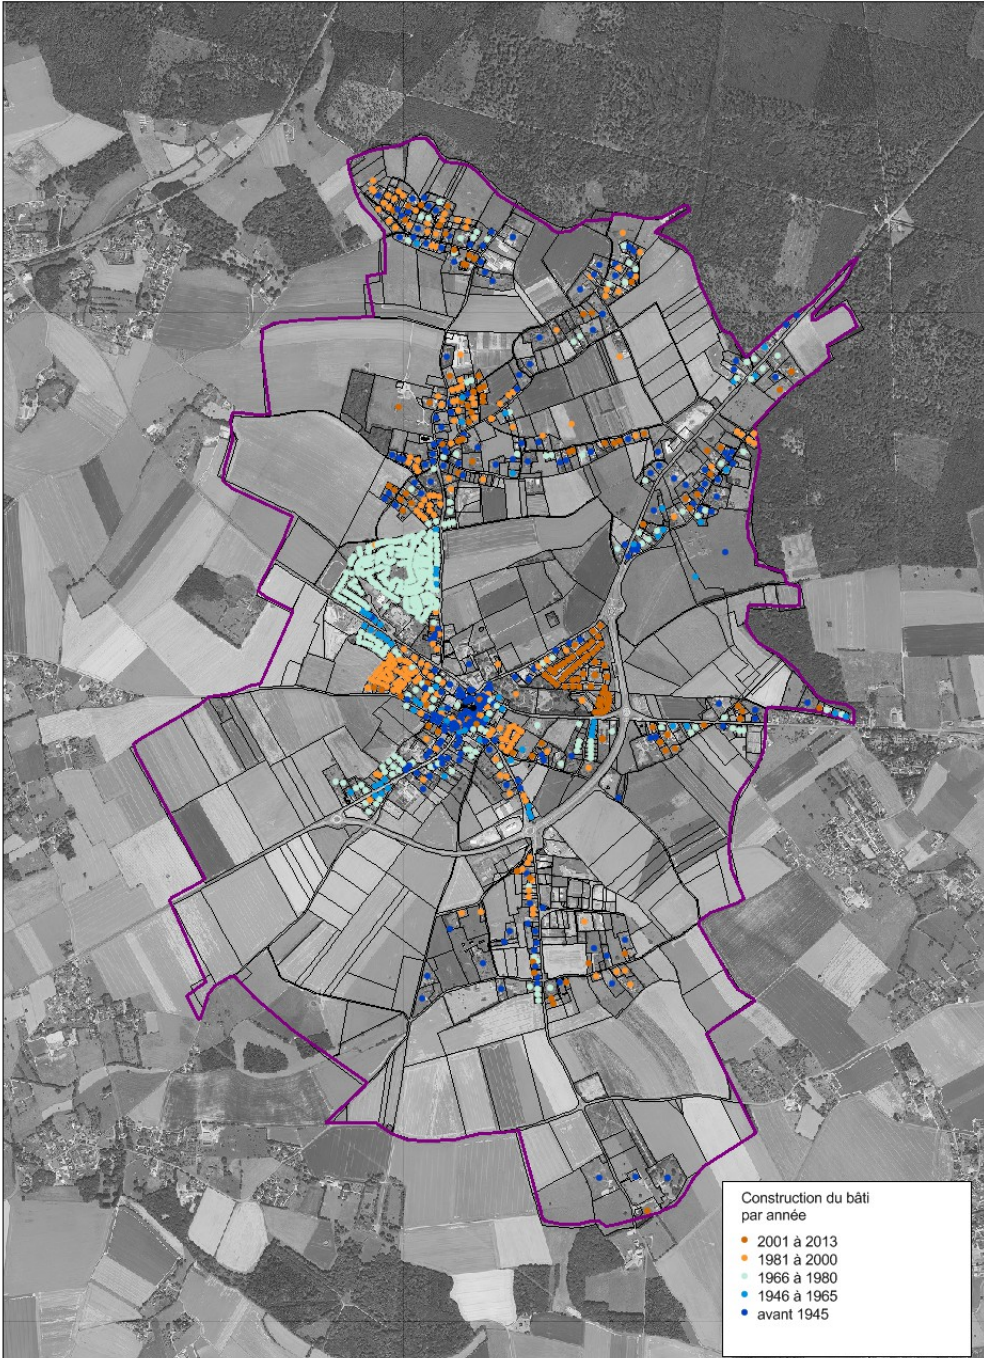 Construction du bâti
par année
2001 à 2013
1981 à 2000
1966 à 1980
1946 à 1965
avant 1945